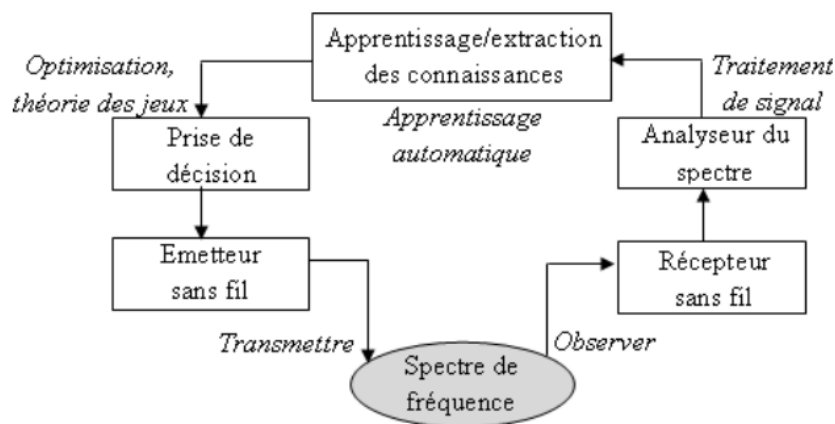 Apprentissage/extraction
des connaissances
Optimisation,
théorie des jeux
Traitement
de signal
Apprentissage
automatique
Prise de
décision
Analyseur du
spectre
Emetteur
sans fil
Récepteur
sans fil
Transmettre
Observer
Spectre de
fréquence